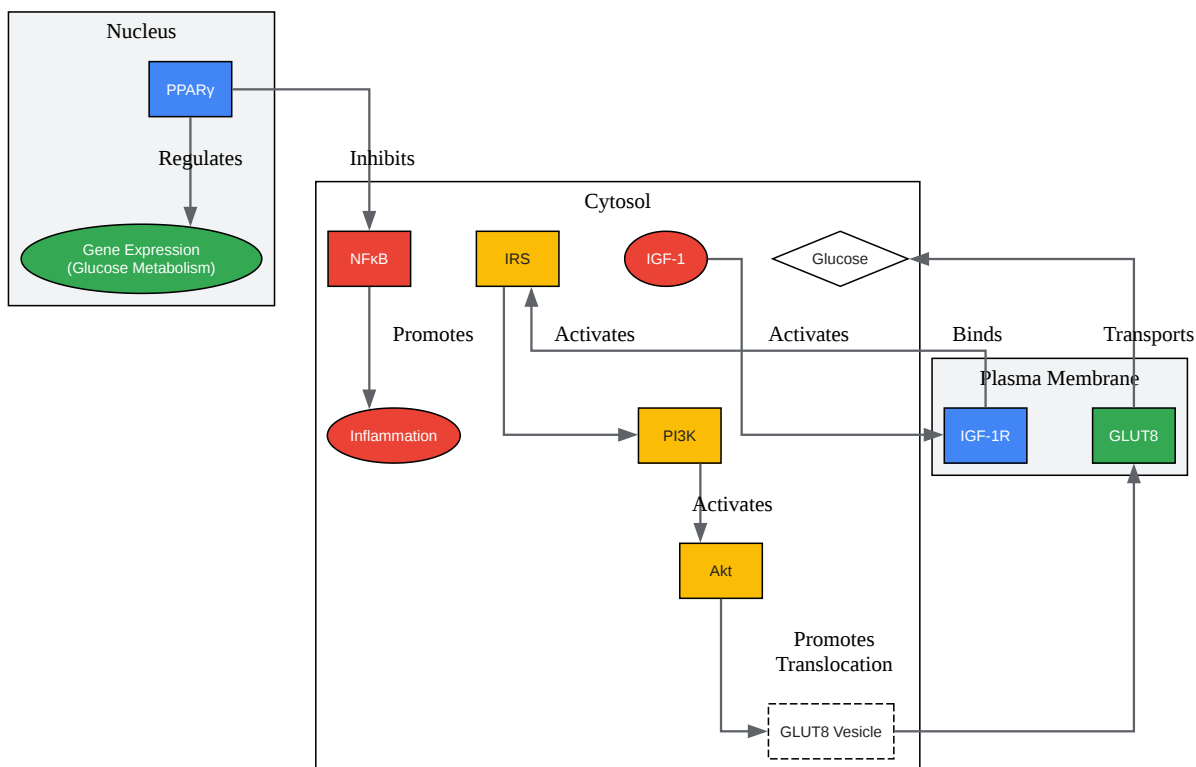 Nucleus
PPARγ
Regulates
Inhibits
Gene Expression
(Glucose Metabolism)
Cytosol
NFκB
IRS
IGF-1
Glucose
Promotes
Activates
Activates
Binds
Transports
Plasma Membrane
Inflammation
PI3K
IGF-1R
GLUT8
Activates
Akt
Promotes
Translocation
GLUT8 Vesicle